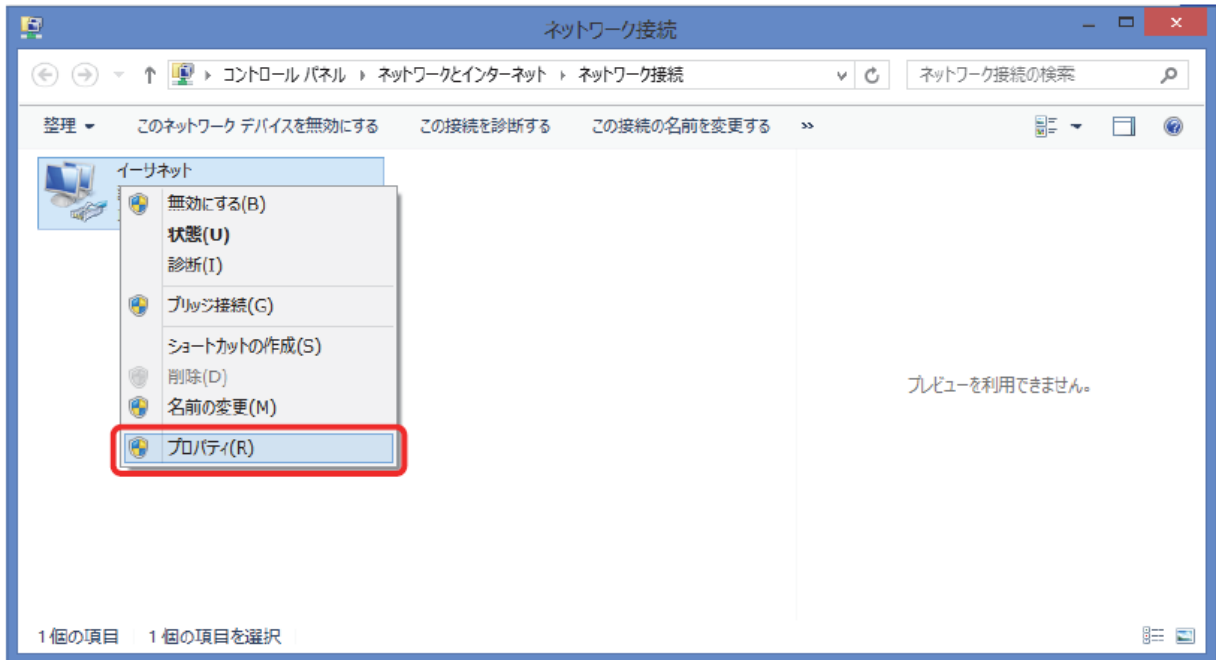 ネットワーク接続
コントロール パネル ネットワークとインターネット ネットワーク接続 ネットワーク接続の検索
整理 このネットワーク デバイスを無効にする この接続を診断する この接続の名前を変更する »
イーサネット
無効にする(B)
状態(U)
診断(I)
ブリッジ接続(G)
ショートカットの作成(S)
削除(D)
名前の変更(M)
プロパティ(R)
プレビューを利用できません。
1 個の項目 1 個の項目を選択